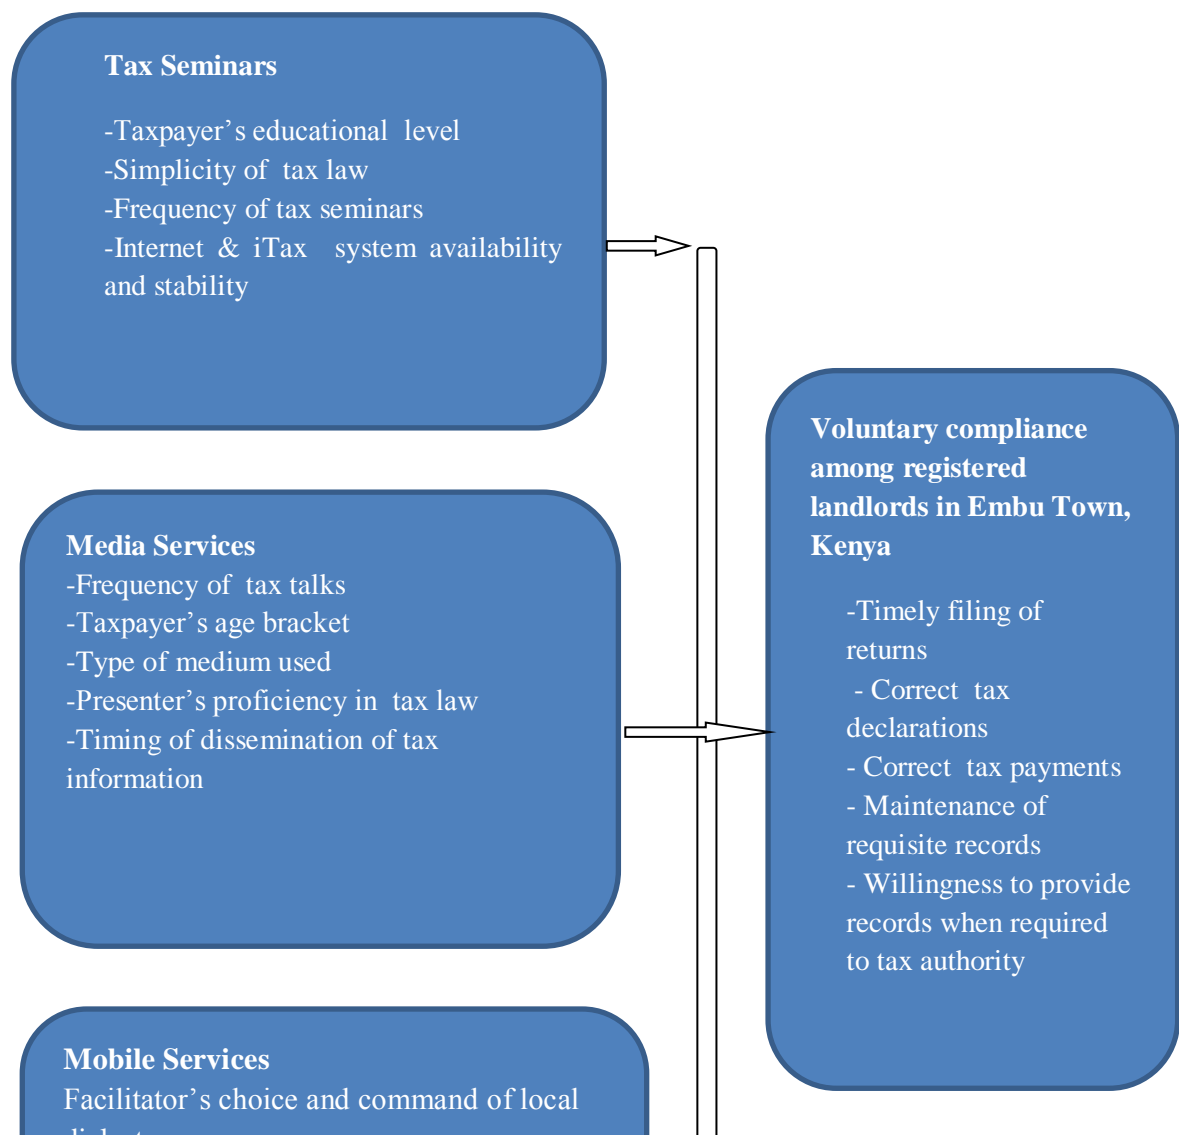 Tax Seminars
-Taxpayer’s educational level
-Simplicity of tax law
-Frequency of tax seminars
-Internet & iTax system availability
and stability
Media Services
-Frequency of tax talks
-Taxpayer’s age bracket
-Type of medium used
-Presenter’s proficiency in tax law
-Timing of dissemination of tax
information
Voluntary compliance
among registered
landlords in Embu Town,
Kenya
-Timely filing of
returns
- Correct tax
declarations
- Correct tax payments
- Maintenance of
requisite records
- Willingness to provide
records when required
to tax authority
Mobile Services
Facilitator’s choice and command of local